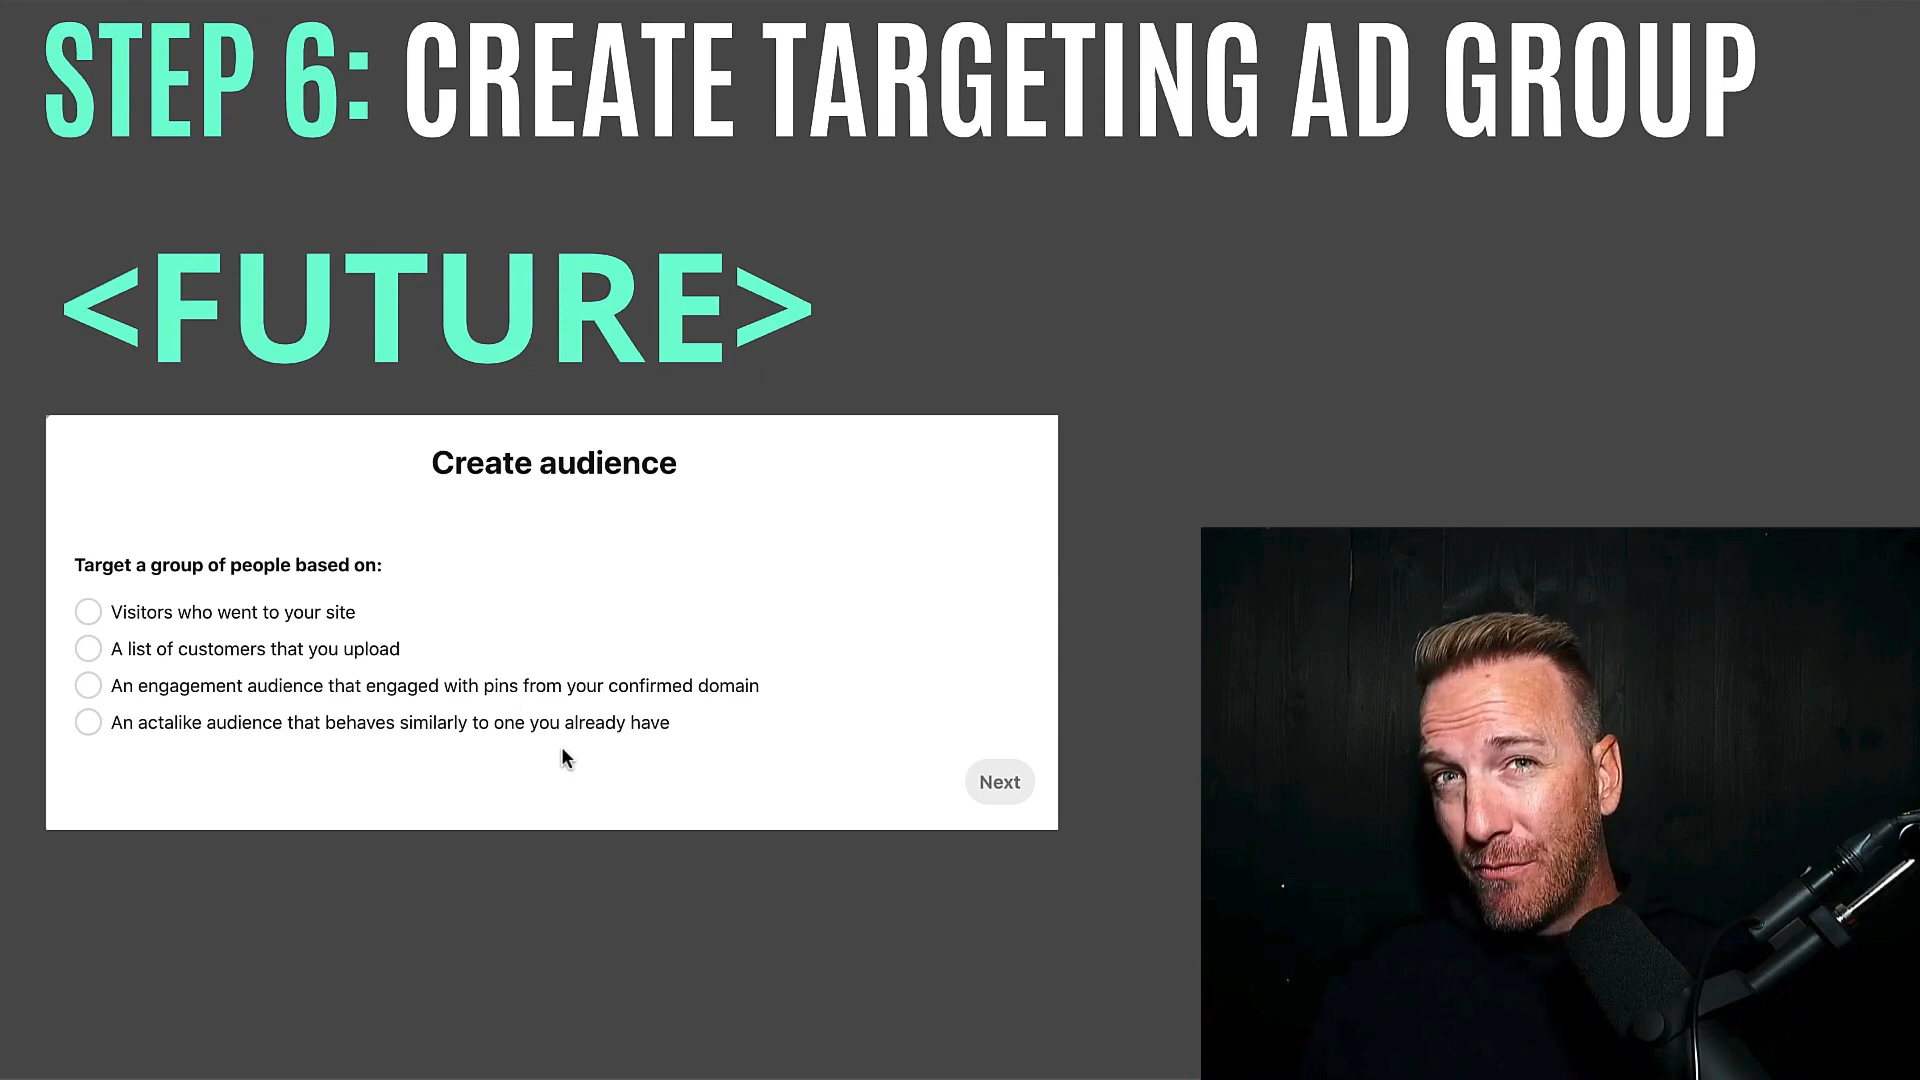 STEP 6: CREATE TARGETING AD GROUP
<FUTURE>
Create audience
Target a group of people based on:
Visitors who went to your site
A list of customers that you upload
An engagement audience that engaged with pins from your confirmed domain
An actalike audience that behaves similarly to one you already have
Next